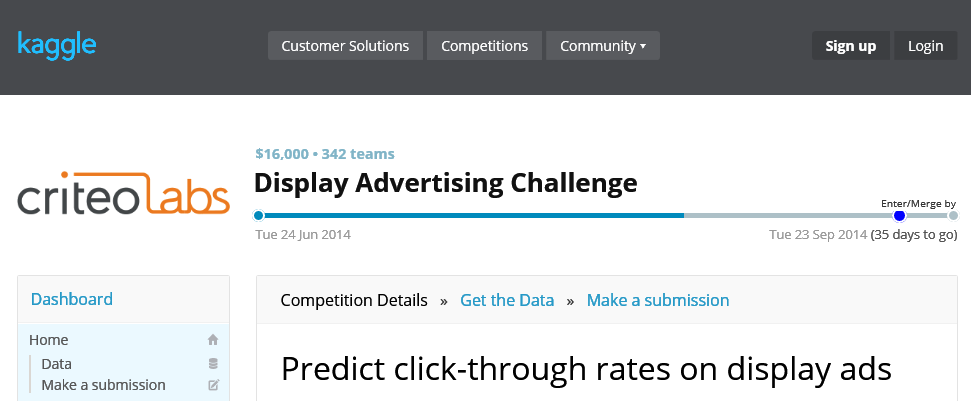 kaggle
Customer Solutions
Competitions
Community
Sign up
Login
$16,000 • 342 teams
Display Advertising Challenge
criteolabs
Enter/Merge by
Tue 24 Jun 2014
Tue 23 Sep 2014 (35 days to go)
Dashboard
Home
Data
Make a submission
Competition Details » Get the Data » Make a submission
Predict click-through rates on display ads